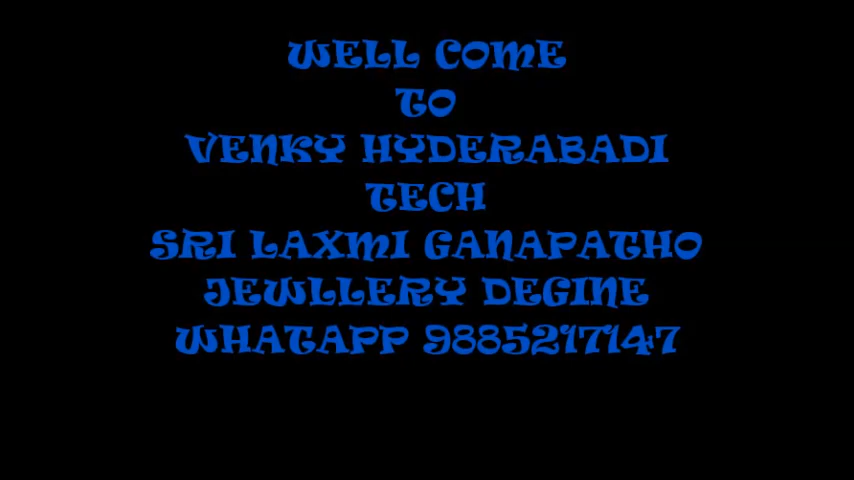 WELL COME
TO
VENKY HYDERABADI
TECH
SRI LAXMI GANAPATHO
JEWLLERY DEGINE
WHATAPP 9885217147